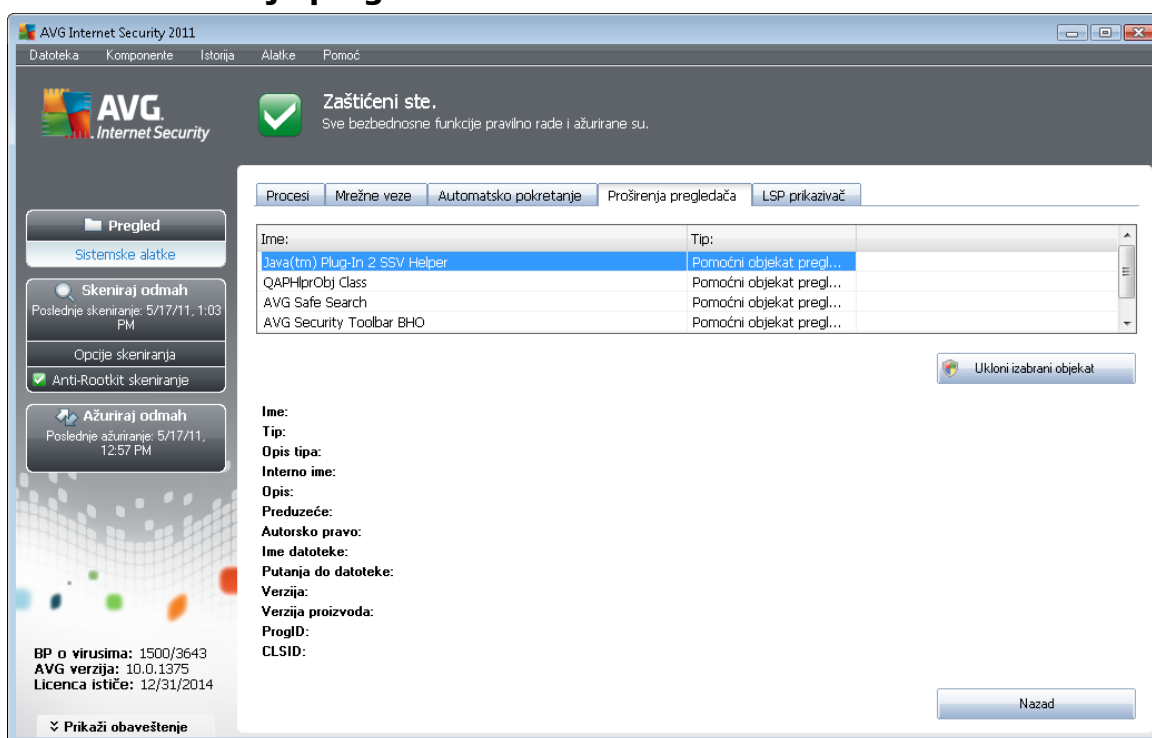 AVG Internet Security 2011
Datoteka Komponente Istorija Alatke Pomoć
AVG.
Internet Security
Zaštićeni ste.
Sve bezbednosne funkcije pravilno rade i ažurirane su.
Pregled
Sistemske alatke
Skeniraj odmah
Poslednje skeniranje: 5/17/11, 1:03
PM
Opcije skeniranja
Anti-Rootkit skeniranje
Ažuriraj odmah
Poslednje ažuriranje: 5/17/11,
12:57 PM
BP o virusima: 1500/3643
AVG verzija: 10.0.1375
Licenca ističe: 12/31/2014
Prikaži obaveštenje
Procesi Mrežne veze Automatsko pokretanje Proširenja pregledača LSP prikazivač
Ime: Tip:
Java(tm) Plug-In 2 SSV Helper Pomoćni objekat pregl...
QAPHlprObj Class Pomoćni objekat pregl...
AVG Safe Search Pomoćni objekat pregl...
AVG Security Toolbar BHO Pomoćni objekat pregl...
Ukloni izabrani objekat
Ime:
Tip:
Opis tipa:
Interno ime:
Opis:
Preduzeće:
Autorsko pravo:
Ime datoteke:
Putanja do datoteke:
Verzija:
Verzija proizvoda:
ProgID:
CLSID:
Nazad